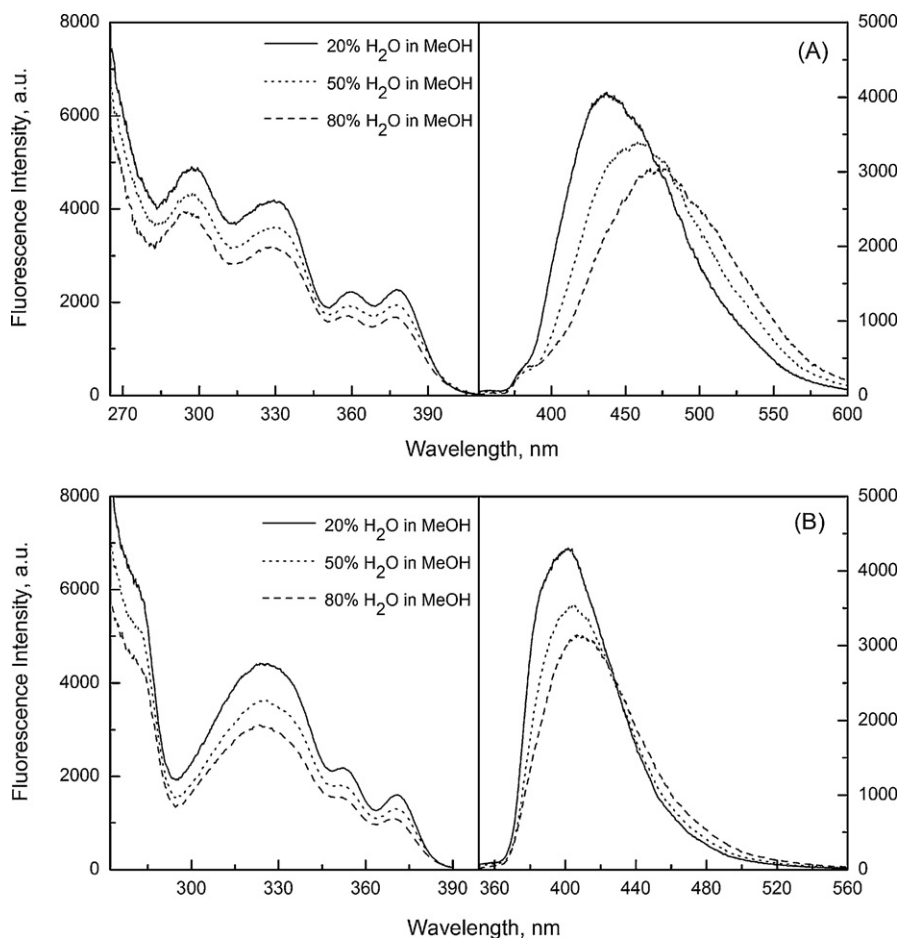 (A)
Fluorescence Intensity, a.u.
8000
6000
4000
2000
0
20% H2O in MeOH
50% H2O in MeOH
80% H2O in MeOH
5000
4000
3000
2000
1000
0
270 300 330 360 390 400 450 500 550 600
Wavelength, nm
(B)
Fluorescence Intensity, a.u.
8000
6000
4000
2000
0
20% H2O in MeOH
50% H2O in MeOH
80% H2O in MeOH
5000
4000
3000
2000
1000
0
300 330 360 390 360 400 440 480 520 560
Wavelength, nm